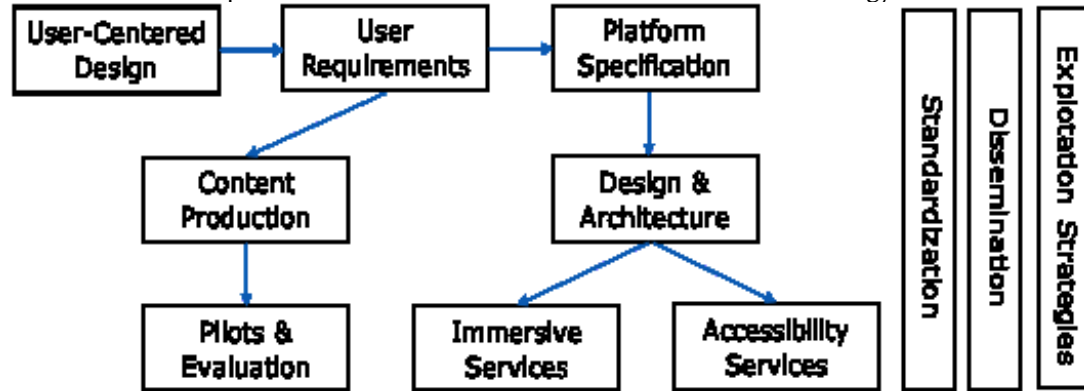 User-Centered
Design
User
Requirements
Platform
Specification
Content
Production
Design &
Architecture
Pilots &
Evaluation
Immersive
Services
Accessibility
Services
Standardization
Dissemination
Explotation Strategies